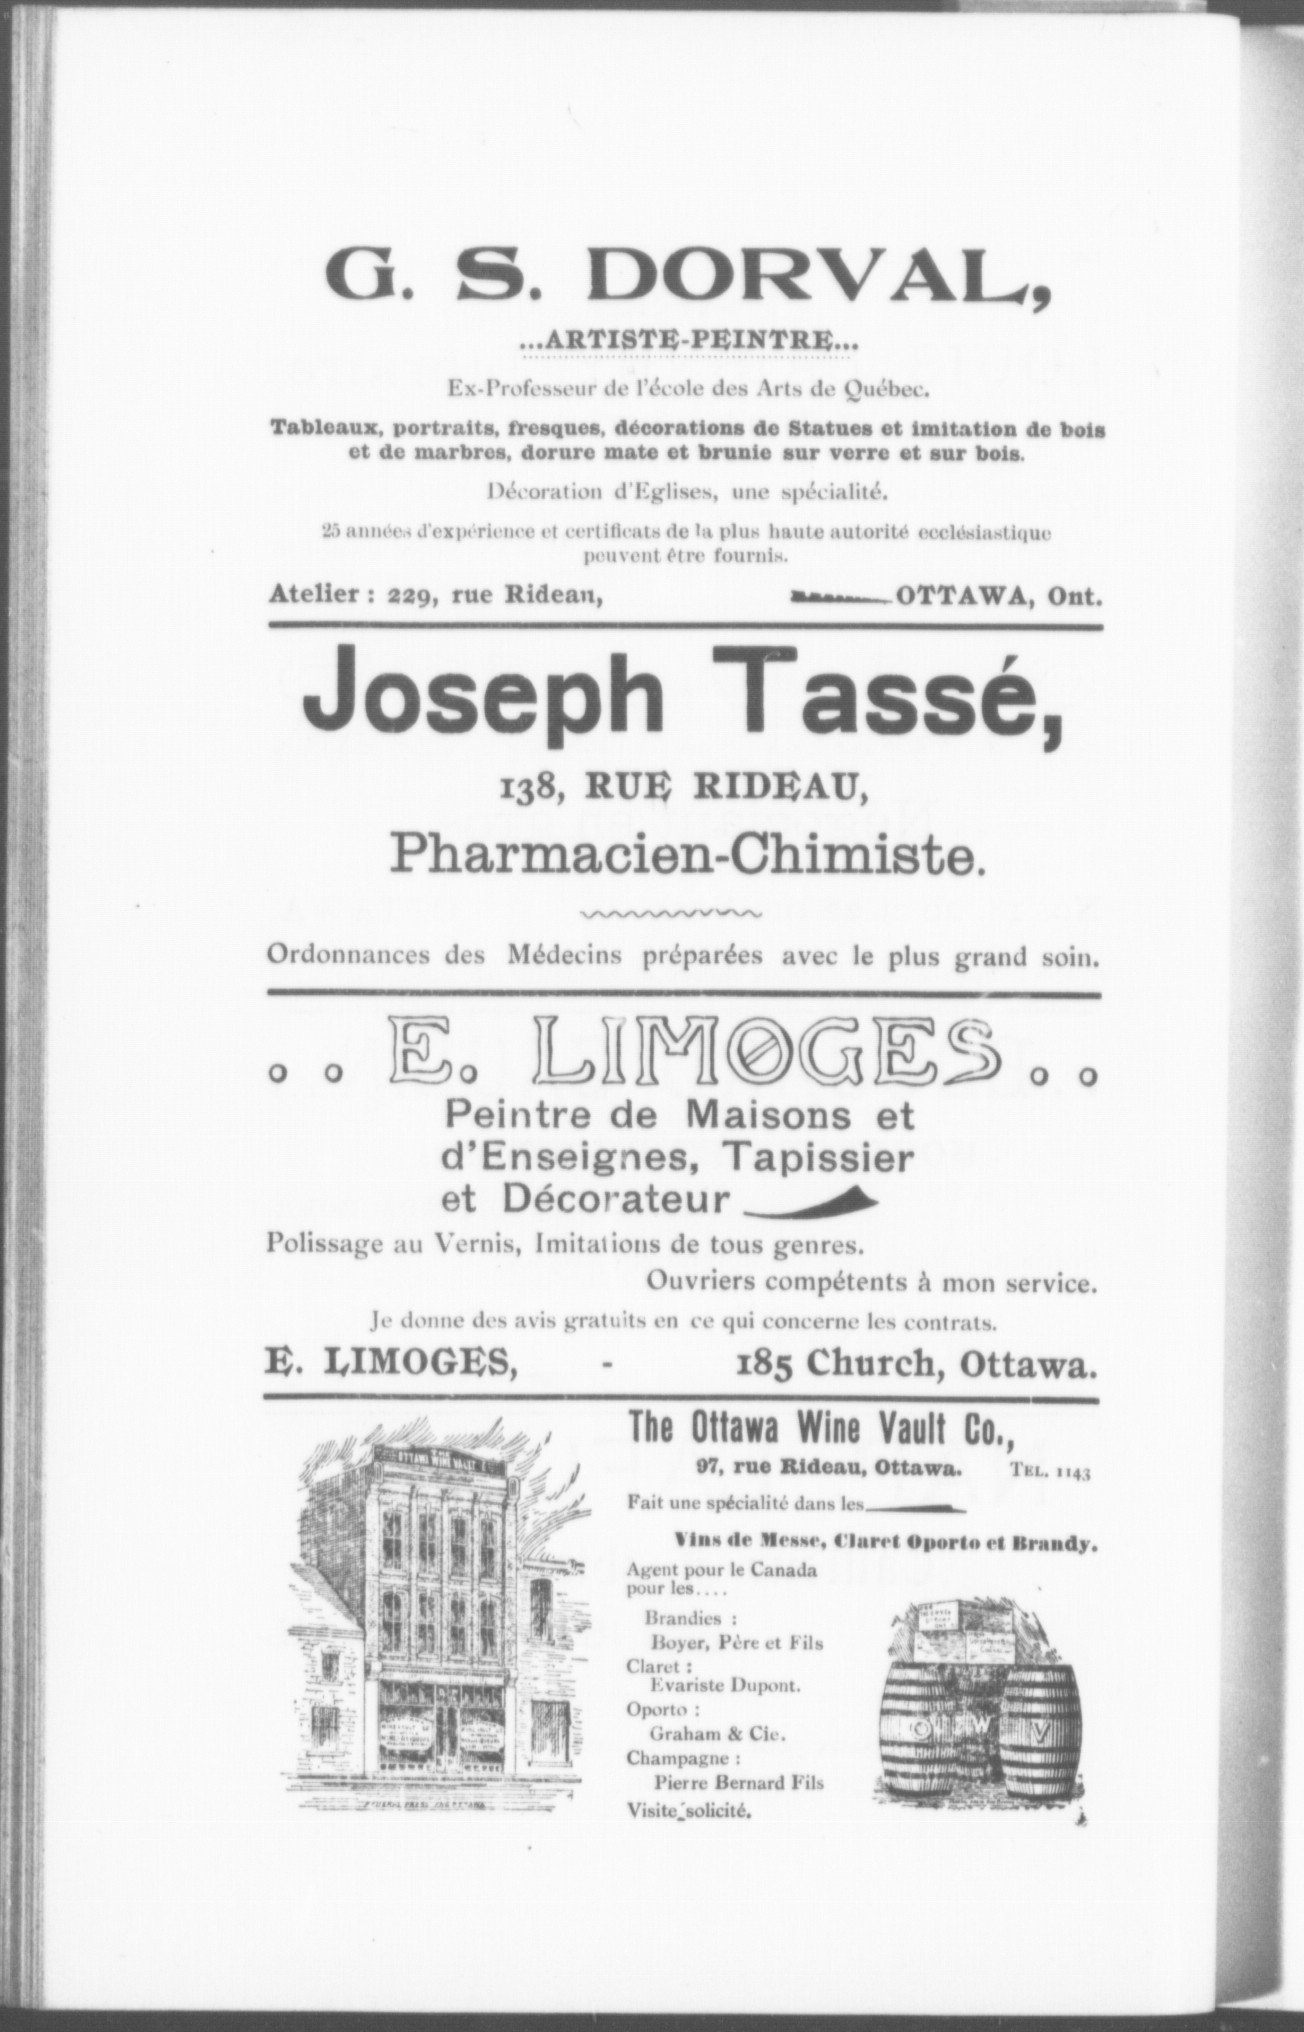 G. S. DORVAL,
...ARTISTE-PEINTRE...
Ex-Professeur de l'école des Arts de Québec.
Tableaux, portraits, fresques, décorations de Statues et imitation de bois
et de marbres, dorure mate et brunie sur verre et sur bois.
Décoration d'Eglises, une spécialité.
25 années d'expérience et certificats de la plus haute autorité ecclésiastique
peuvent être fournis.
Atelier : 229, rue Rideau, OTTAWA, Ont.
Joseph Tassé,
138, RUE RIDEAU,
Pharmacien-Chimiste.
Ordonnances des Médecins préparées avec le plus grand soin.
. . E. LIMOGES . .
Peintre de Maisons et
d'Enseignes, Tapissier
et Décorateur
Polissage au Vernis, Imitations de tous genres.
Ouvriers compétents à mon service.
Je donne des avis gratuits en ce qui concerne les contrats.
E. LIMOGES, - 185 Church, Ottawa.
OTTAWA WINE VAULT
The Ottawa Wine Vault Co.,
97, rue Rideau, Ottawa. TEL. 1143
Fait une spécialité dans les
Vins de Messe, Claret Oporto et Brandy.
Agent pour le Canada
pour les....
Brandies :
Boyer, Père et Fils
Claret :
Evariste Dupont.
Oporto :
Graham & Cie.
Champagne :
Pierre Bernard Fils
Visite solicité.
O W V